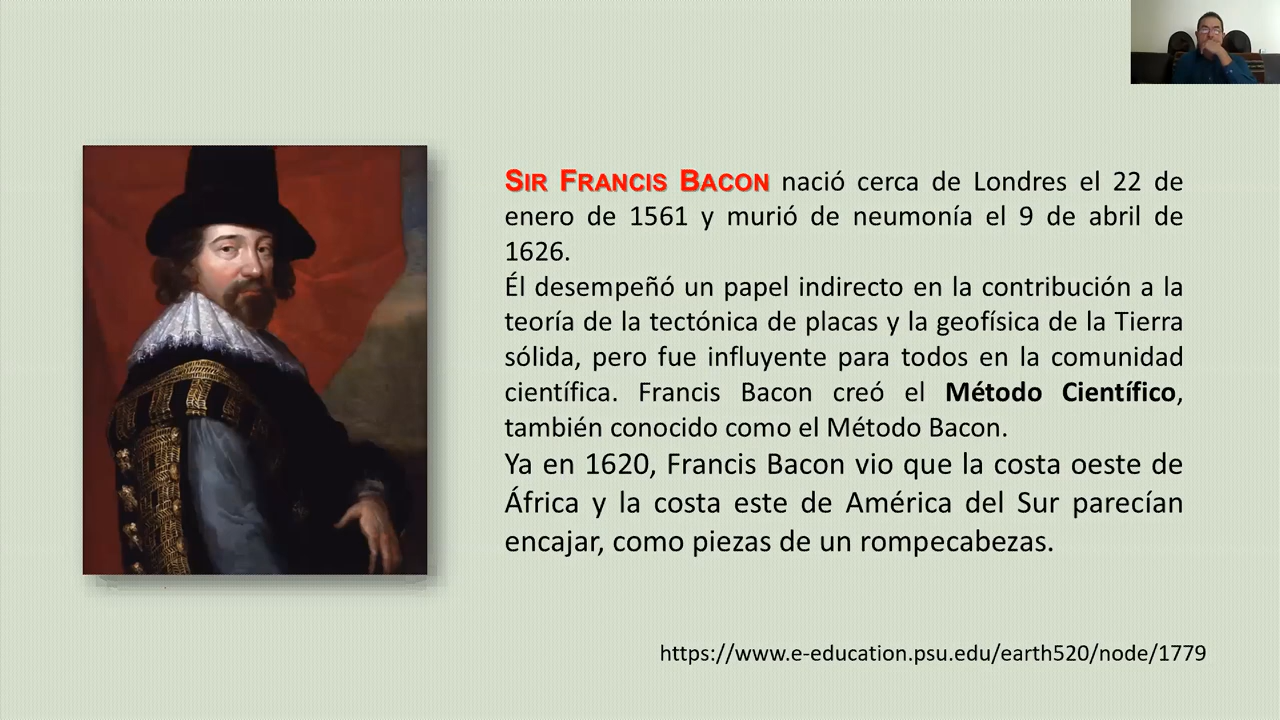 SIR FRANCIS BACON nació cerca de Londres el 22 de
enero de 1561 y murió de neumonía el 9 de abril de
1626.
Él desempeñó un papel indirecto en la contribución a la
teoría de la tectónica de placas y la geofísica de la Tierra
sólida, pero fue influyente para todos en la comunidad
científica. Francis Bacon creó el Método Científico,
también conocido como el Método Bacon.
Ya en 1620, Francis Bacon vio que la costa oeste de
África y la costa este de América del Sur parecían
encajar, como piezas de un rompecabezas.
https://www.e-education.psu.edu/earth520/node/1779